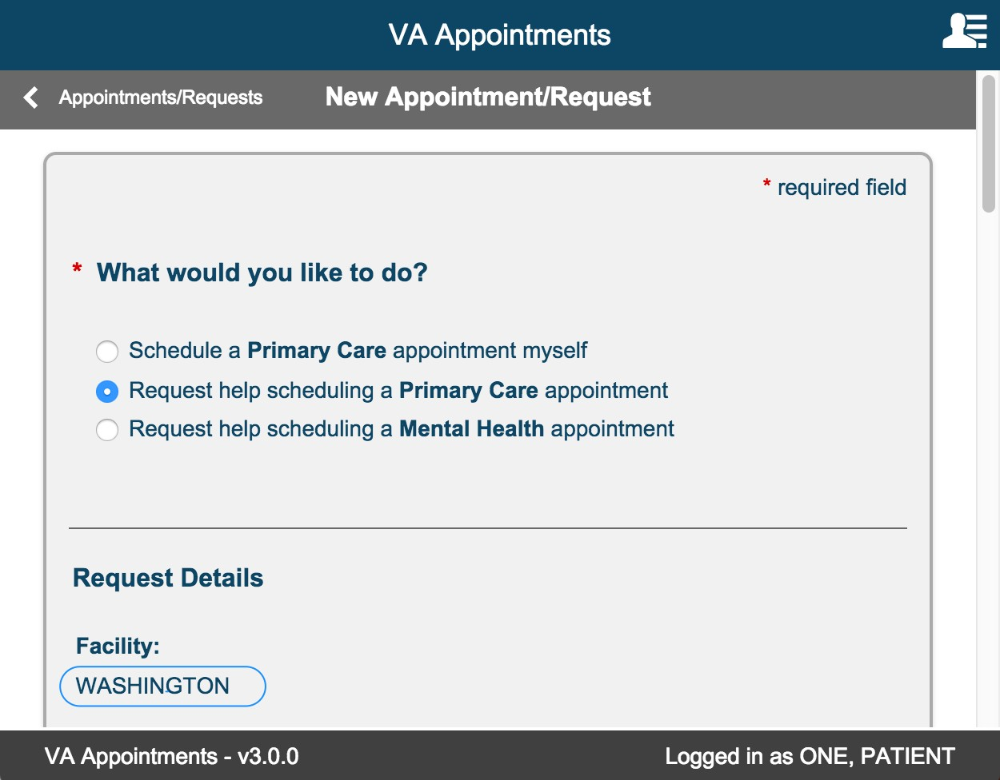 VA Appointments
Appointments/Requests
New Appointment/Request
* required field
* What would you like to do?
Schedule a Primary Care appointment myself
Request help scheduling a Primary Care appointment
Request help scheduling a Mental Health appointment
Request Details
Facility:
WASHINGTON
VA Appointments - v3.0.0
Logged in as ONE, PATIENT